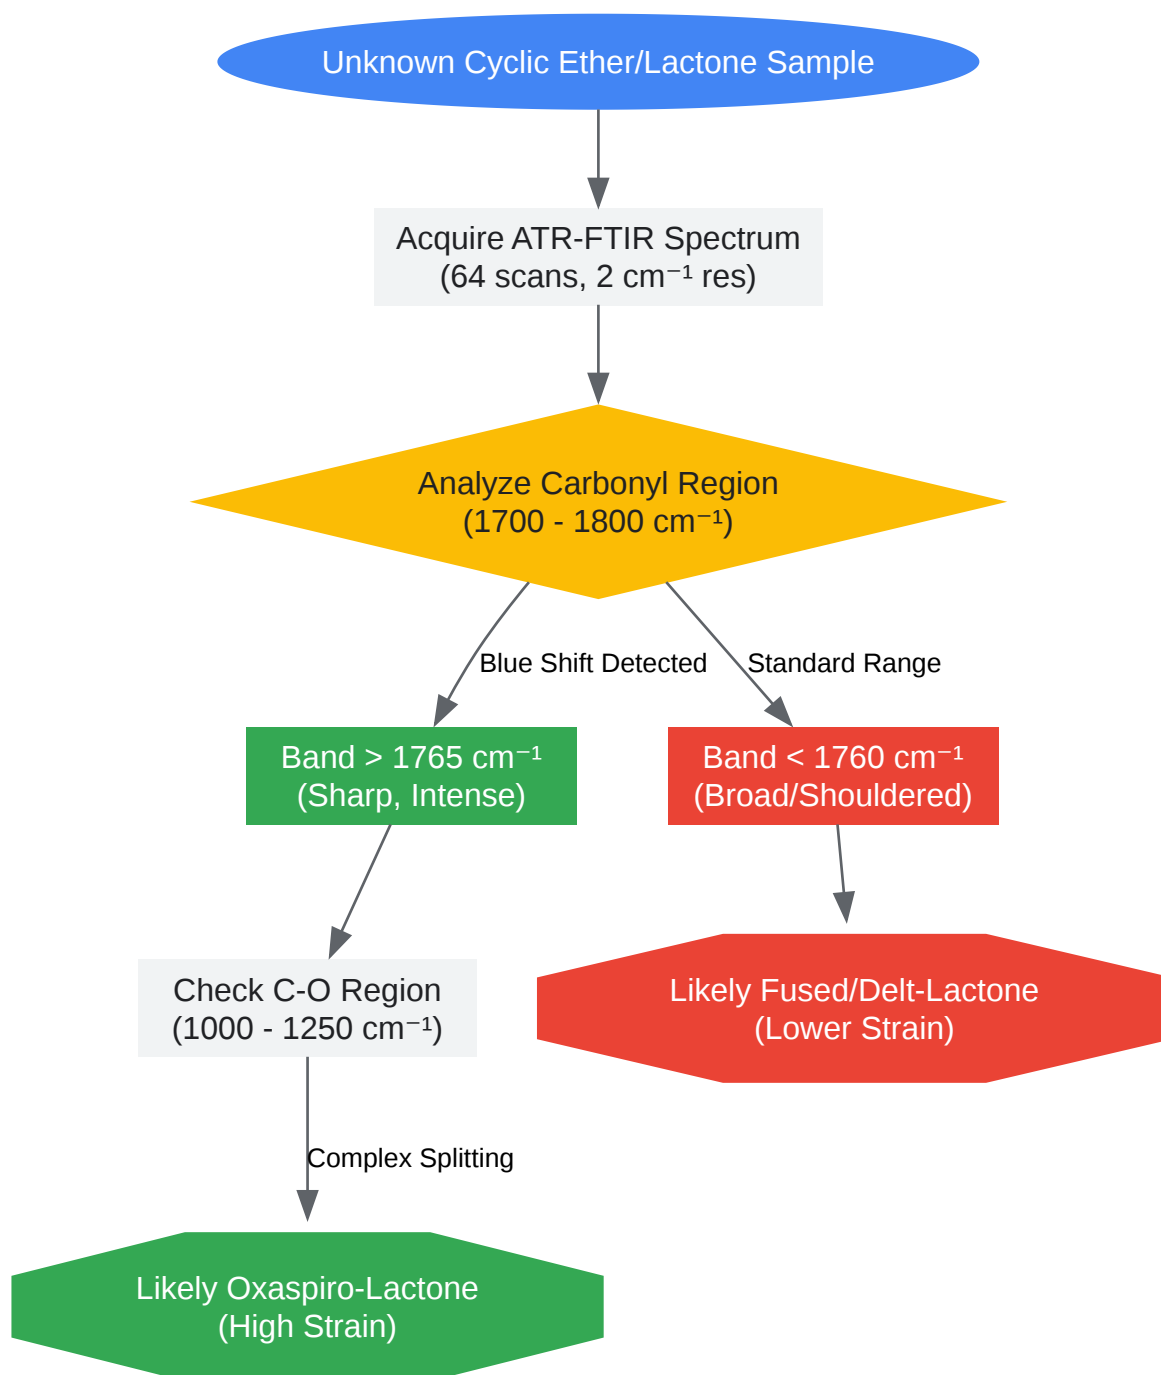 Unknown Cyclic Ether/Lactone Sample
Acquire ATR-FTIR Spectrum
(64 scans, 2 cm⁻¹ res)
Analyze Carbonyl Region
(1700 - 1800 cm⁻¹)
Blue Shift Detected
Standard Range
Band > 1765 cm⁻¹
(Sharp, Intense)
Band < 1760 cm⁻¹
(Broad/Shouldered)
Check C-O Region
(1000 - 1250 cm⁻¹)
Likely Fused/Delt-Lactone
(Lower Strain)
Complex Splitting
Likely Oxaspiro-Lactone
(High Strain)